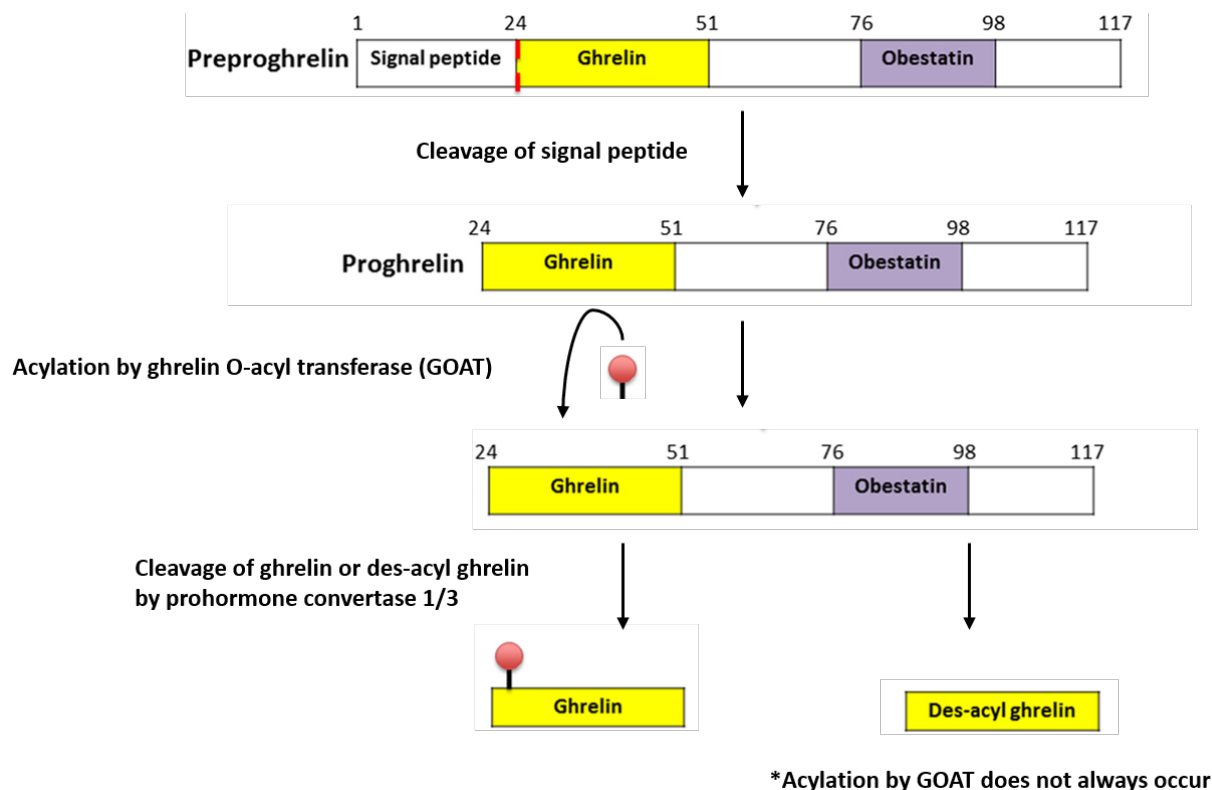 1 24 51 76 98 117
Preproghrelin Signal peptide Ghrelin Obestatin
Cleavage of signal peptide
24 51 76 98 117
Proghrelin Ghrelin Obestatin
Acylation by ghrelin O-acyl transferase (GOAT)
24 51 76 98 117
Ghrelin Obestatin
Cleavage of ghrelin or des-acyl ghrelin
by prohormone convertase 1/3
Ghrelin Des-acyl ghrelin
*Acylation by GOAT does not always occur